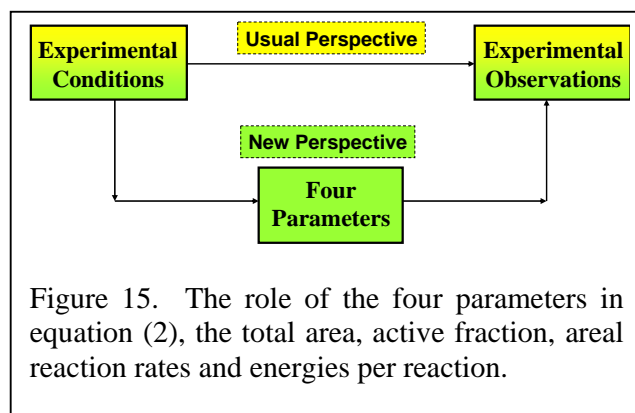 Experimental
Conditions
Usual Perspective
Experimental
Observations
New Perspective
Four
Parameters
Figure 15. The role of the four parameters in
equation (2), the total area, active fraction, areal
reaction rates and energies per reaction.